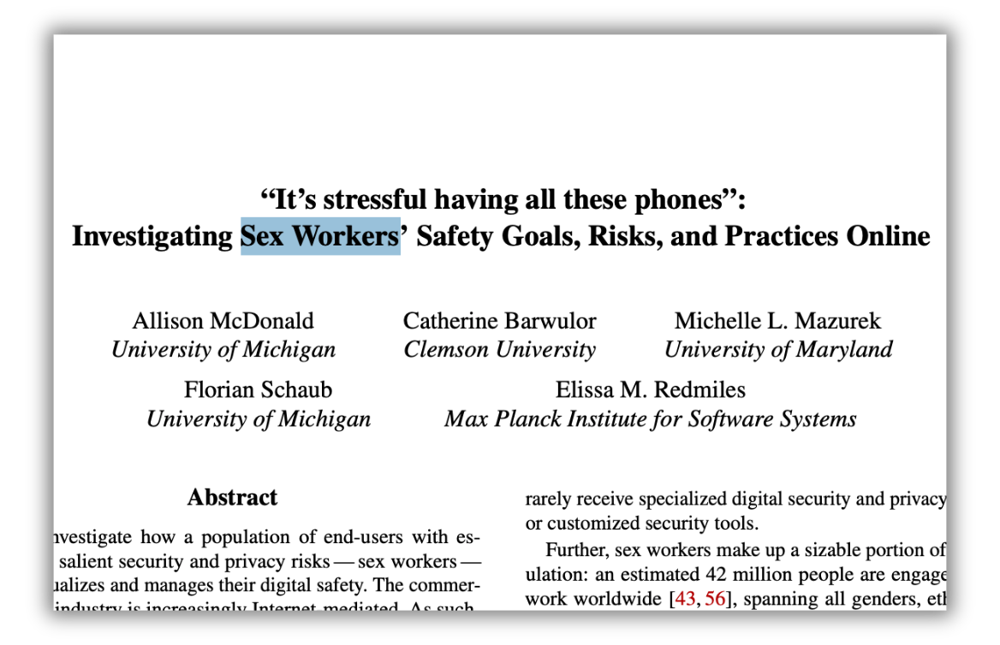 “It’s stressful having all these phones”:
Investigating Sex Workers’ Safety Goals, Risks, and Practices Online
Allison McDonald
University of Michigan
Catherine Barwulor
Clemson University
Michelle L. Mazurek
University of Maryland
Florian Schaub
University of Michigan
Elissa M. Redmiles
Max Planck Institute for Software Systems
Abstract
nvestigate how a population of end-users with es-
salient security and privacy risks — sex workers —
ualizes and manages their digital safety. The commer-
industry is increasingly Internet-mediated. As such,
rarely receive specialized digital security and privacy
or customized security tools.
Further, sex workers make up a sizable portion of
ulation: an estimated 42 million people are engage
work worldwide [43, 56], spanning all genders, eth